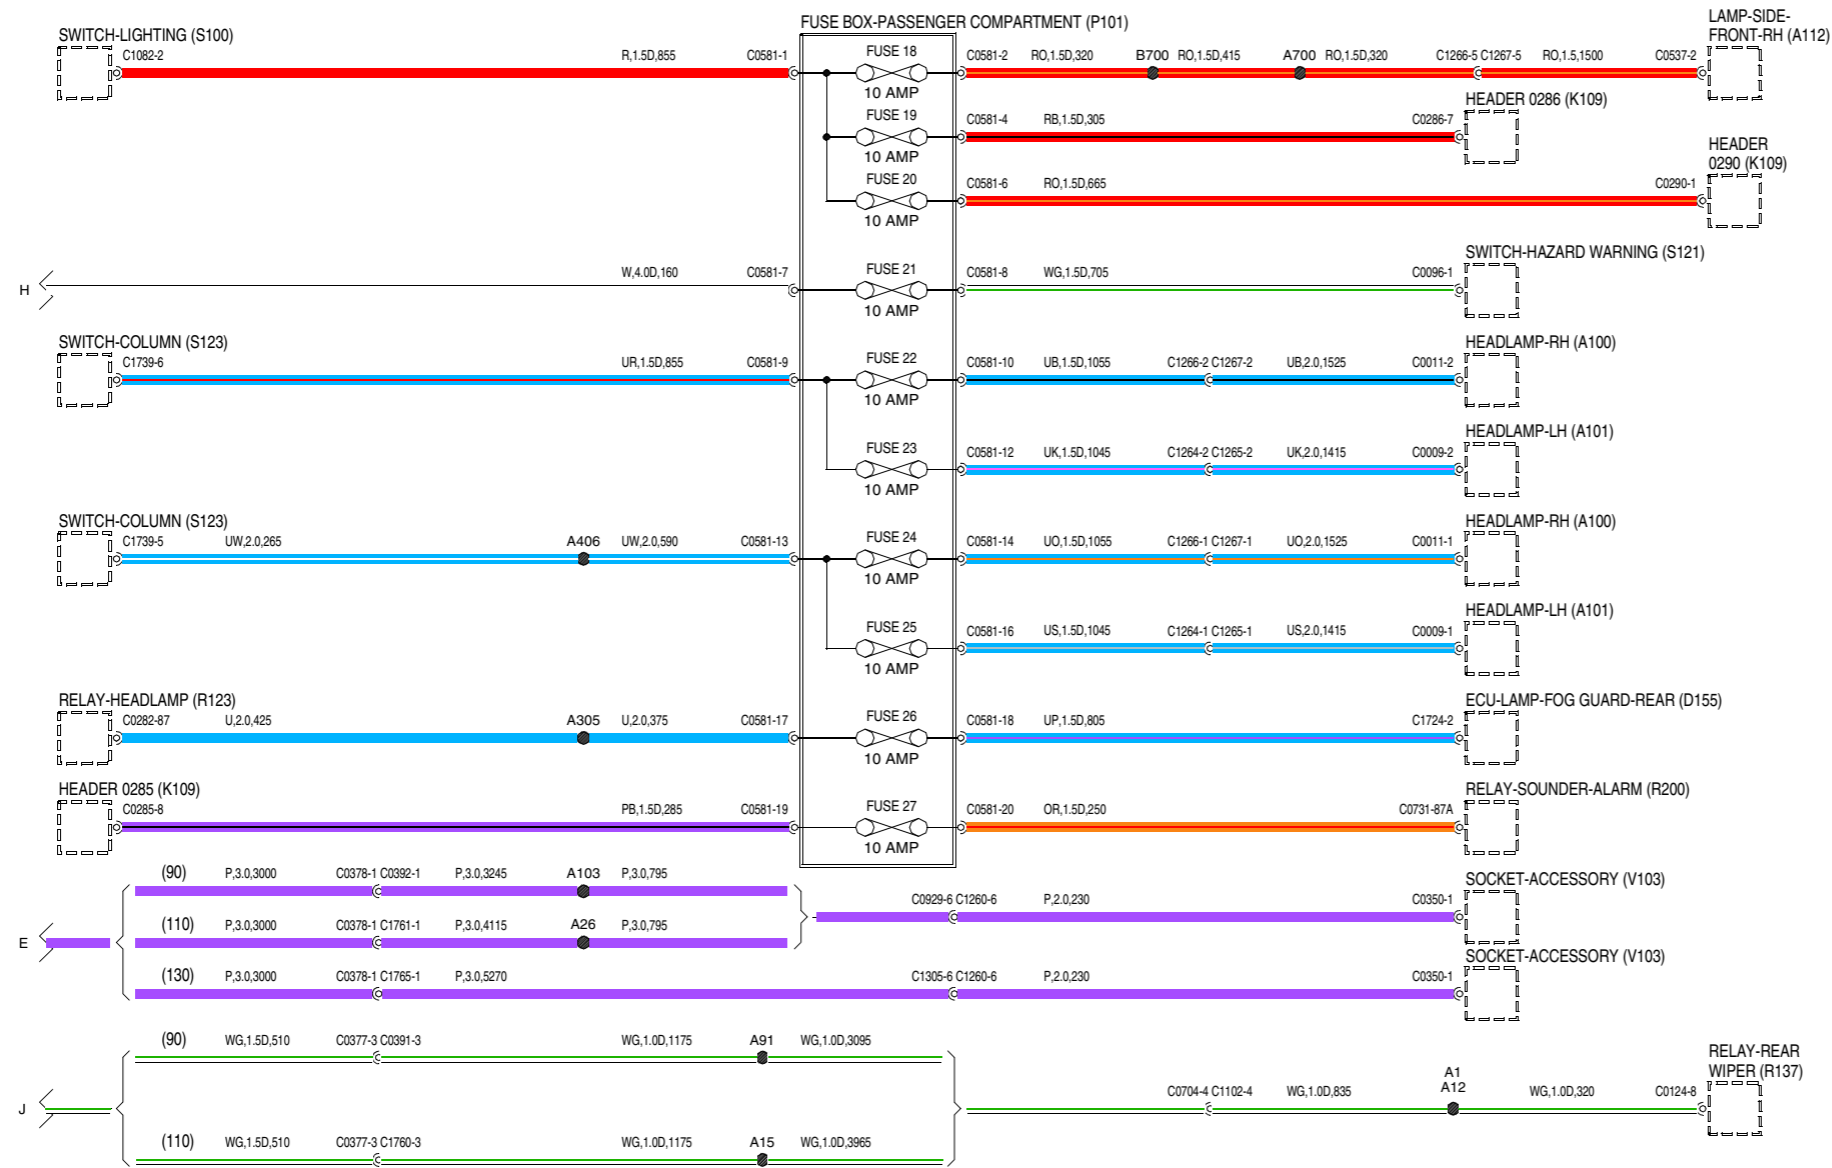 FUSE BOX-PASSENGER COMPARTMENT (P101)
LAMP-SIDE-
FRONT-RH (A112)
SWITCH-LIGHTING (S100)
C1082-2 R,1.5D,855 C0581-1
FUSE 18
10 AMP
C0581-2 RO,1.5D,320 B700 RO,1.5D,415 A700 RO,1.5D,320 C1266-5 C1267-5 RO,1.5,1500 C0537-2
HEADER 0286 (K109)
FUSE 19
10 AMP
C0581-4 RB,1.5D,305 C0286-7
HEADER
0290 (K109)
FUSE 20
10 AMP
C0581-6 RO,1.5D,665 C0290-1
SWITCH-HAZARD WARNING (S121)
H
W,4.0D,160 C0581-7
FUSE 21
10 AMP
C0581-8 WG,1.5D,705 C0096-1
SWITCH-COLUMN (S123)
C1739-6 UR,1.5D,855 C0581-9
FUSE 22
10 AMP
HEADLAMP-RH (A100)
C0581-10 UB,1.5D,1055 C1266-2 C1267-2 UB,2.0,1525 C0011-2
HEADLAMP-LH (A101)
FUSE 23
10 AMP
C0581-12 UK,1.5D,1045 C1264-2 C1265-2 UK,2.0,1415 C0009-2
SWITCH-COLUMN (S123)
C1739-5 UW,2.0,265 A406 UW,2.0,590 C0581-13
FUSE 24
10 AMP
HEADLAMP-RH (A100)
C0581-14 UO,1.5D,1055 C1266-1 C1267-1 UO,2.0,1525 C0011-1
HEADLAMP-LH (A101)
FUSE 25
10 AMP
C0581-16 US,1.5D,1045 C1264-1 C1265-1 US,2.0,1415 C0009-1
RELAY-HEADLAMP (R123)
C0282-87 U,2.0,425 A305 U,2.0,375 C0581-17
FUSE 26
10 AMP
ECU-LAMP-FOG GUARD-REAR (D155)
C0581-18 UP,1.5D,805 C1724-2
HEADER 0285 (K109)
C0285-8 PB,1.5D,285 C0581-19
FUSE 27
10 AMP
RELAY-SOUNDER-ALARM (R200)
C0581-20 OR,1.5D,250 C0731-87A
E
(90) P,3.0,3000 C0378-1 C0392-1 P,3.0,3245 A103 P,3.0,795
SOCKET-ACCESSORY (V103)
C0929-6 C1260-6 P,2.0,230 C0350-1
(110) P,3.0,3000 C0378-1 C1761-1 P,3.0,4115 A26 P,3.0,795
SOCKET-ACCESSORY (V103)
(130) P,3.0,3000 C0378-1 C1765-1 P,3.0,5270 C1305-6 C1260-6 P,2.0,230 C0350-1
J
(90) WG,1.5D,510 C0377-3 C0391-3 WG,1.0D,1175 A91 WG,1.0D,3095
RELAY-REAR
WIPER (R137)
A1
C0704-4 C1102-4 WG,1.0D,835 A12 WG,1.0D,320 C0124-8
(110) WG,1.5D,510 C0377-3 C1760-3 WG,1.0D,1175 A15 WG,1.0D,3965